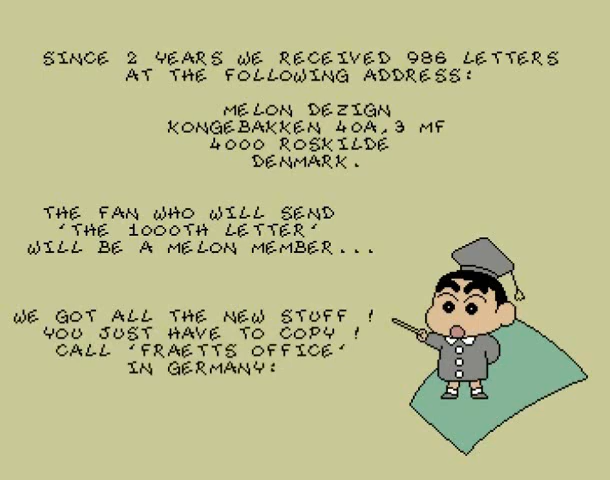 SINCE 2 YEARS WE RECEIVED 986 LETTERS
AT THE FOLLOWING ADDRESS:
MELON DEZIGN
KONGEBAKKEN 40A,3 MF
4000 ROSKILDE
DENMARK.
THE FAN WHO WILL SEND
'THE 1000TH LETTER'
WILL BE A MELON MEMBER...
WE GOT ALL THE NEW STUFF !
YOU JUST HAVE TO COPY !
CALL 'FRAETTS OFFICE'
IN GERMANY: